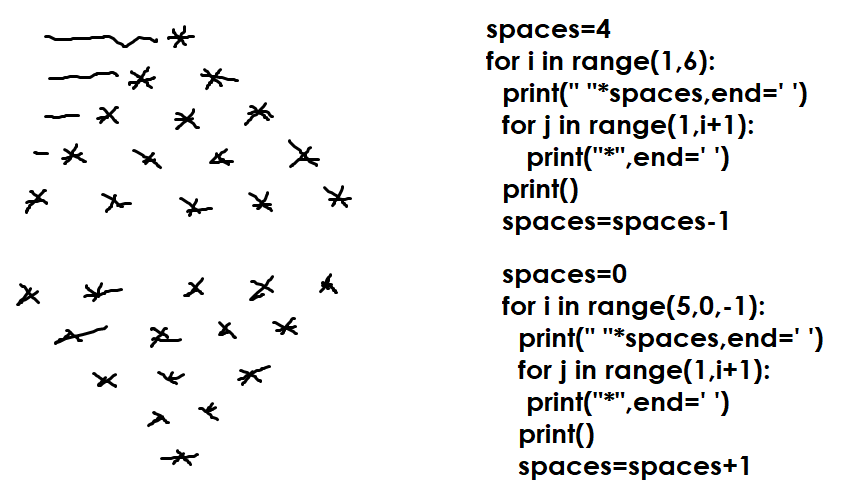 spaces=4
for i in range(1,6):
print(" "*spaces,end=' ')
for j in range(1,i+1):
print("*",end=' ')
print()
spaces=spaces-1
spaces=0
for i in range(5,0,-1):
print(" "*spaces,end=' ')
for j in range(1,i+1):
print("*",end=' ')
print()
spaces=spaces+1